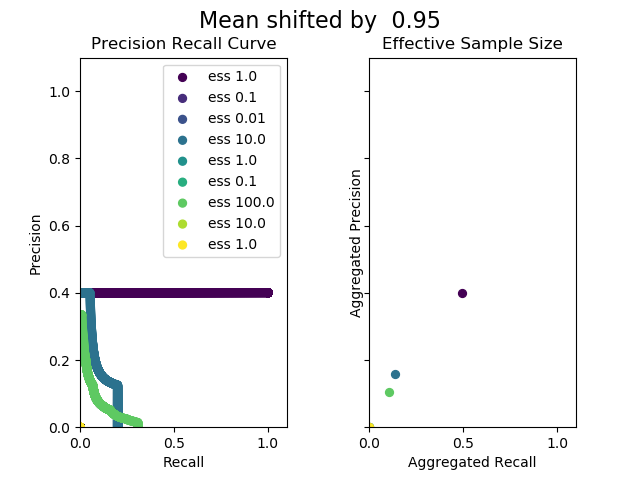 Mean shifted by  0.95
Precision Recall Curve
Effective Sample Size
ess 1.0
ess 0.1
ess 0.01
ess 10.0
ess 1.0
ess 0.1
ess 100.0
ess 10.0
ess 1.0
1.0
0.8
0.6
0.4
0.2
0.0
Precision
0.0 0.5 1.0
Recall
Aggregated Precision
0.0 0.5 1.0
Aggregated Recall